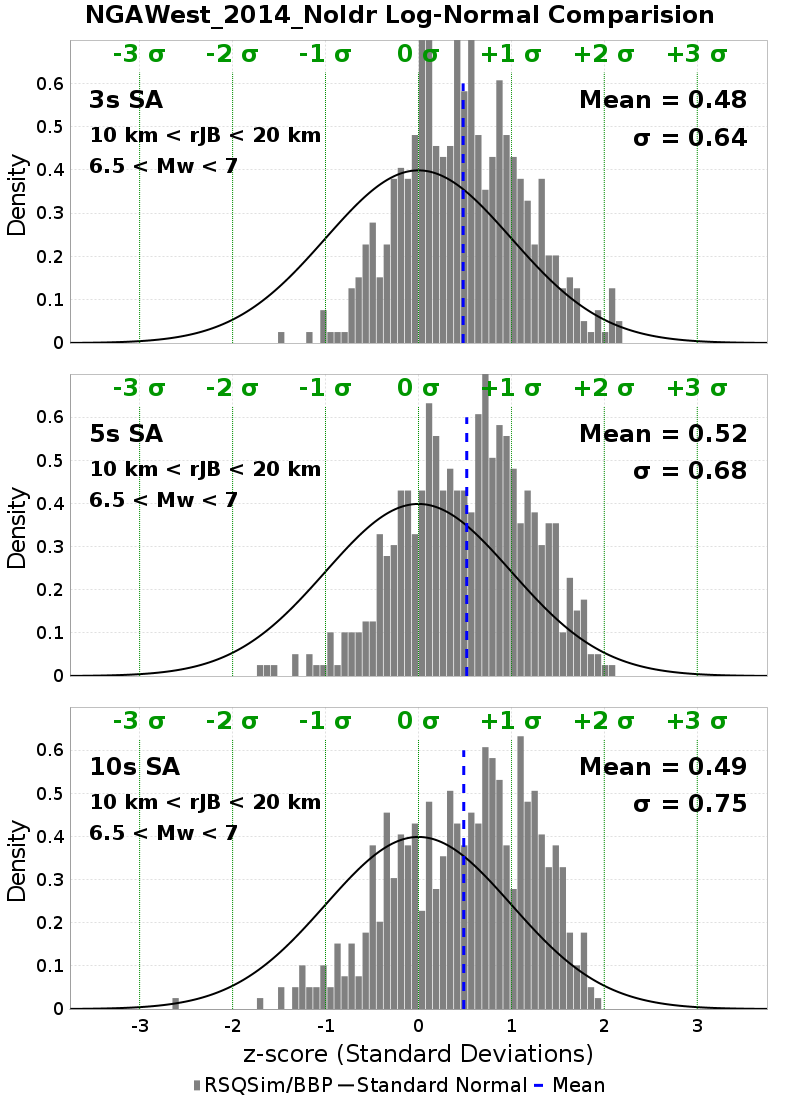 NGAWest_2014_NoIdr Log-Normal Comparision
-3 σ -2 σ -1 σ 0 σ +1 σ +2 σ +3 σ
0.6
3s SA Mean = 0.48
0.5
10 km < rJB < 20 km σ = 0.64
6.5 < Mw < 7
0.4
0.3
0.2
0.1
0
Density
-3 σ -2 σ -1 σ 0 σ +1 σ +2 σ +3 σ
0.6
5s SA Mean = 0.52
0.5
10 km < rJB < 20 km σ = 0.68
6.5 < Mw < 7
0.4
0.3
0.2
0.1
0
Density
-3 σ -2 σ -1 σ 0 σ +1 σ +2 σ +3 σ
0.6
10s SA Mean = 0.49
0.5
10 km < rJB < 20 km σ = 0.75
6.5 < Mw < 7
0.4
0.3
0.2
0.1
0
Density
-3 -2 -1 0 1 2 3
z-score (Standard Deviations)
RSQSim/BBP Standard Normal Mean